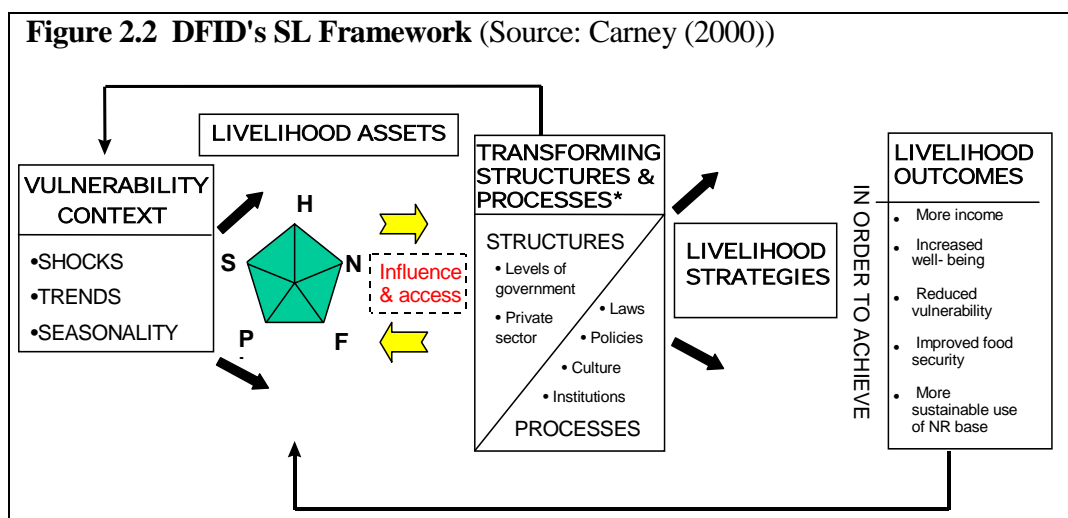 Figure 2.2 DFID's SL Framework (Source: Carney (2000))
LIVELIHOOD ASSETS
VULNERABILITY
CONTEXT
•SHOCKS
•TRENDS
•SEASONALITY
H
S
N
P
F
.
Influence
& access
TRANSFORMING
STRUCTURES &
PROCESSES*
STRUCTURES
• Levels of
government
• Private
sector
• Laws
• Policies
• Culture
• Institutions
PROCESSES
LIVELIHOOD
STRATEGIES
IN ORDER TO ACHIEVE
LIVELIHOOD
OUTCOMES
• More income
• Increased
well- being
• Reduced
vulnerability
• Improved food
security
• More
sustainable use
of NR base